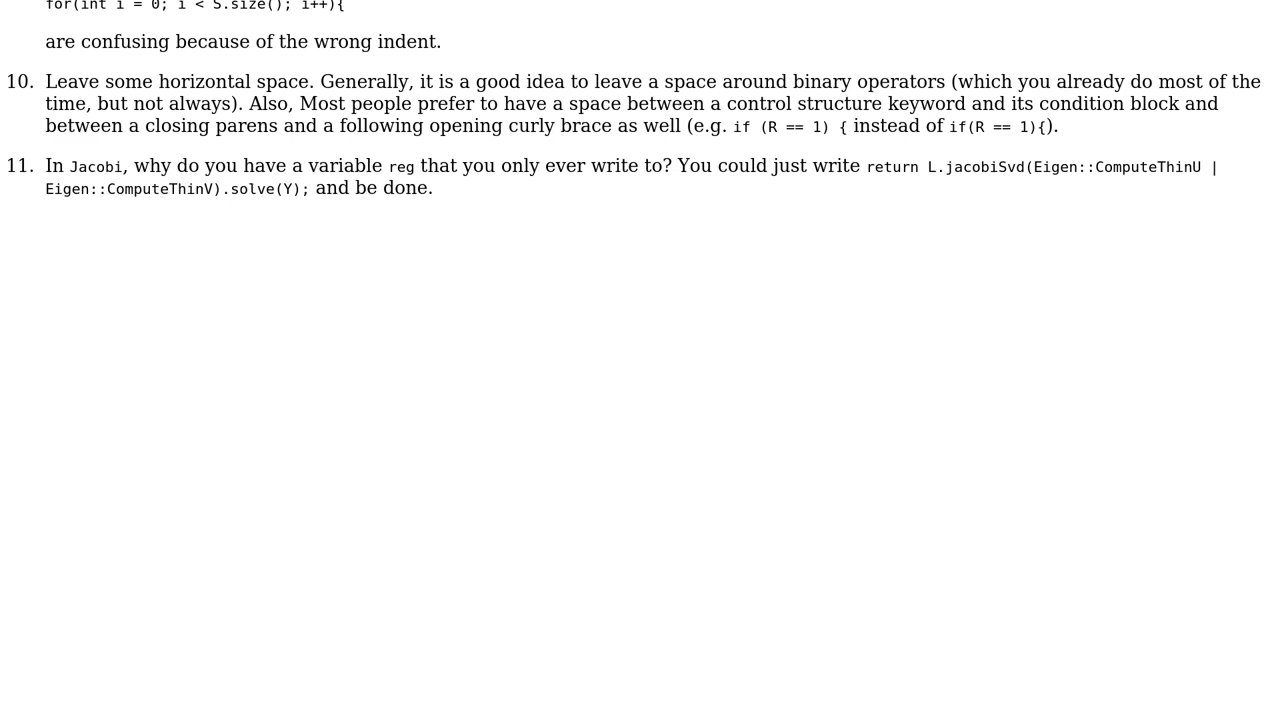 for(int i = 0; i < S.size(); i++){
are confusing because of the wrong indent.
10. Leave some horizontal space. Generally, it is a good idea to leave a space around binary operators (which you already do most of the
time, but not always). Also, Most people prefer to have a space between a control structure keyword and its condition block and
between a closing parens and a following opening curly brace as well (e.g. if (R == 1) { instead of if(R == 1){).
11. In Jacobi, why do you have a variable reg that you only ever write to? You could just write return L.jacobiSvd(Eigen::ComputeThinU |
Eigen::ComputeThinV).solve(Y); and be done.